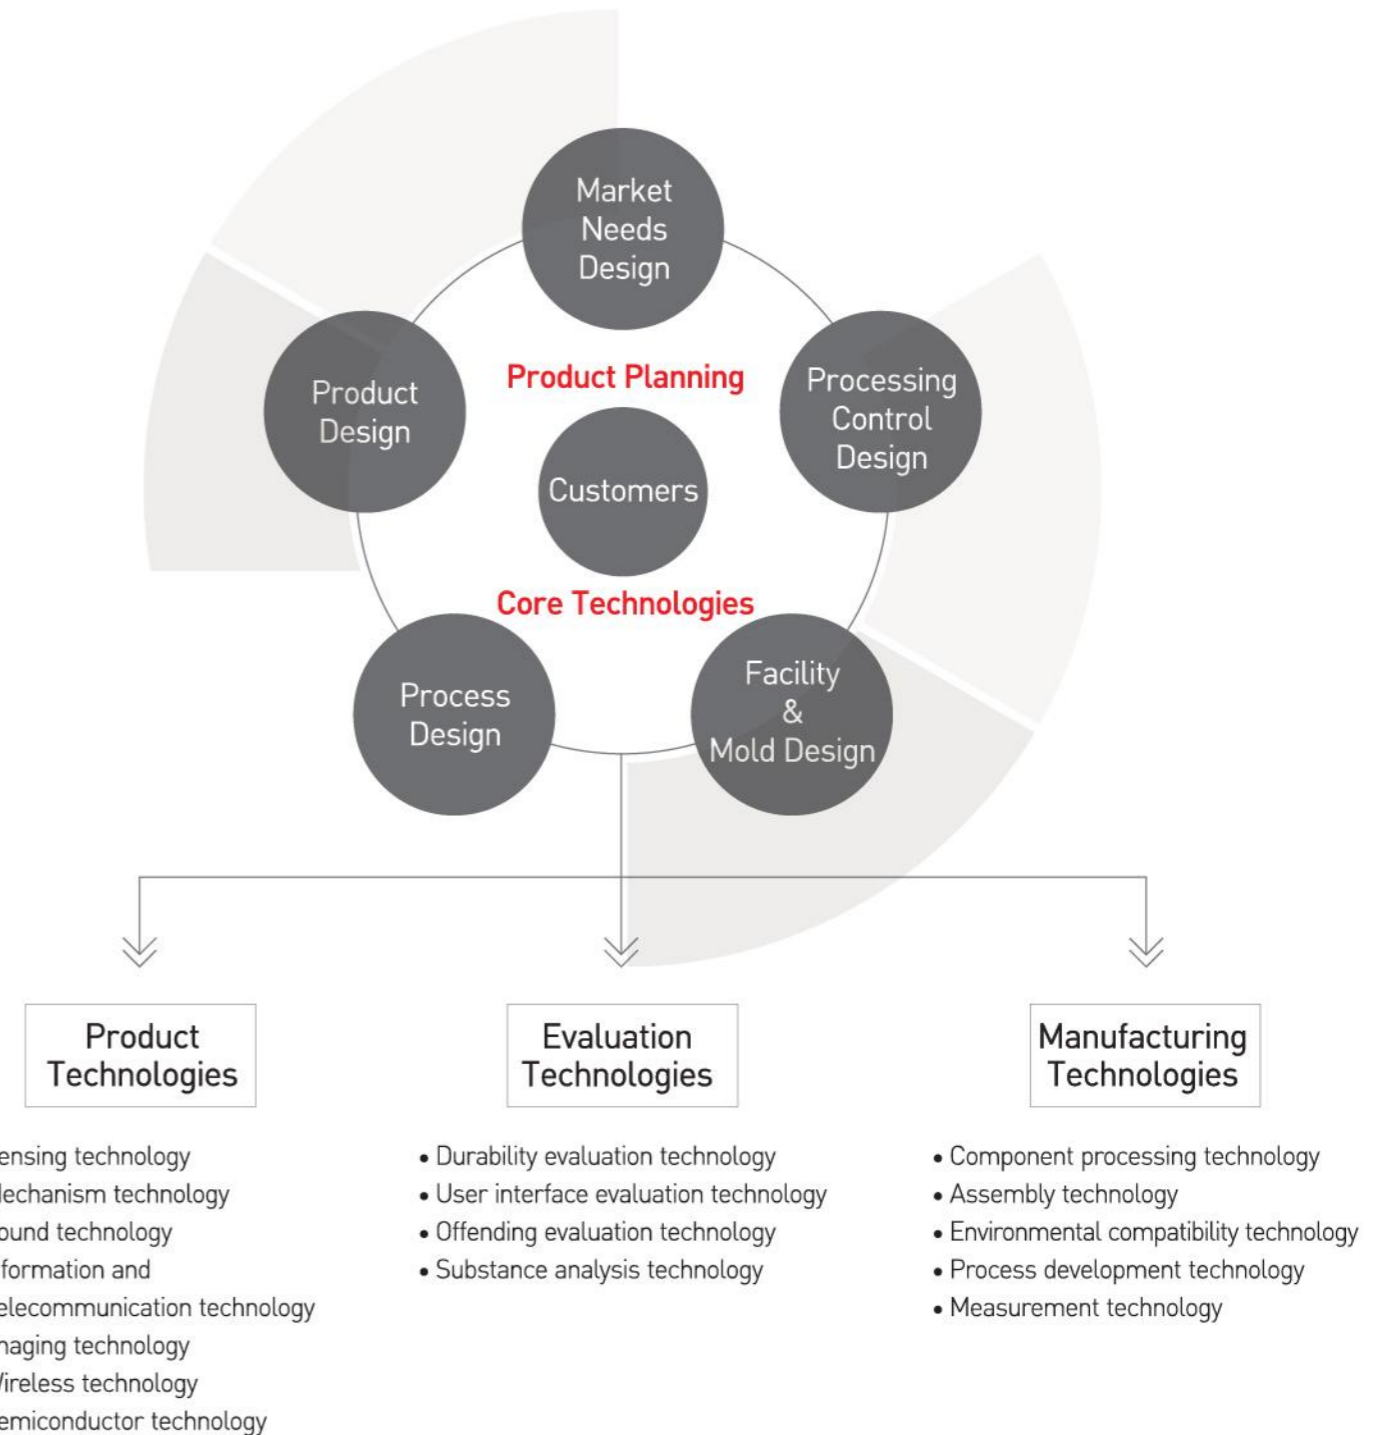 Market
Needs
Design
Product
Design
Product Planning
Processing
Control
Design
Customers
Core Technologies
Process
Design
Facility
&
Mold Design
Product
Technologies
ensing technology
echanism technology
ound technology
formation and
elecommunication technology
naging technology
ireless technology
emiconductor technology
Evaluation
Technologies
• Durability evaluation technology
• User interface evaluation technology
• Offending evaluation technology
• Substance analysis technology
Manufacturing
Technologies
• Component processing technology
• Assembly technology
• Environmental compatibility technology
• Process development technology
• Measurement technology